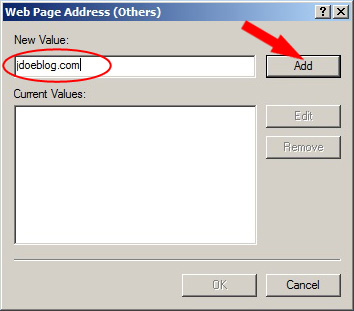 Web Page Address (Others)
New Value:
jdoeblog.com
Add
Current Values:
Edit
Remove
OK
Cancel